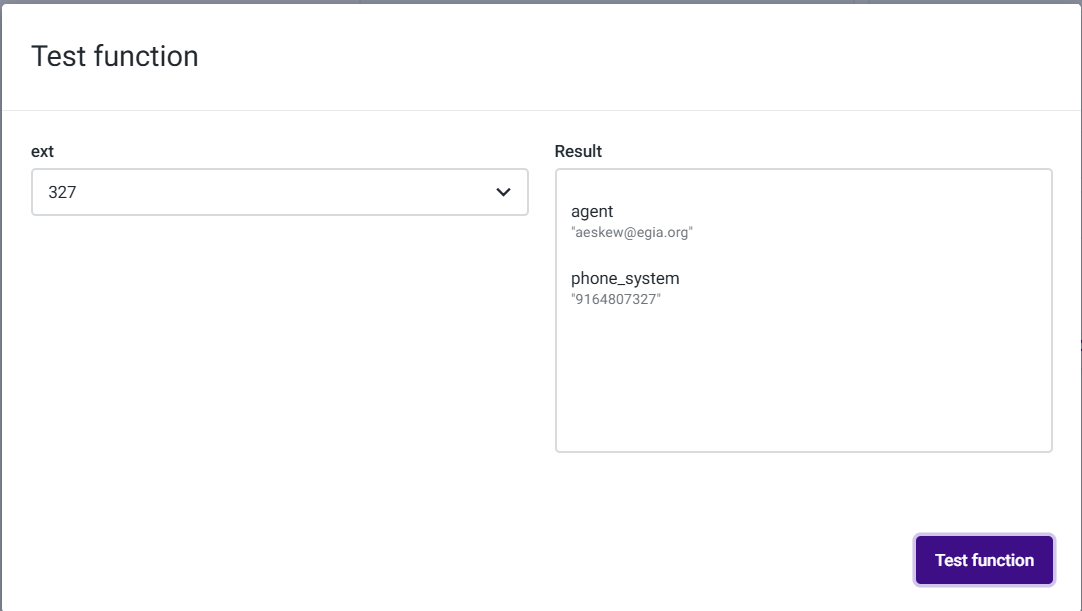 Test function
ext
327
Result
agent
"aeskew@egia.org"
phone_system
"9164807327"
Test function